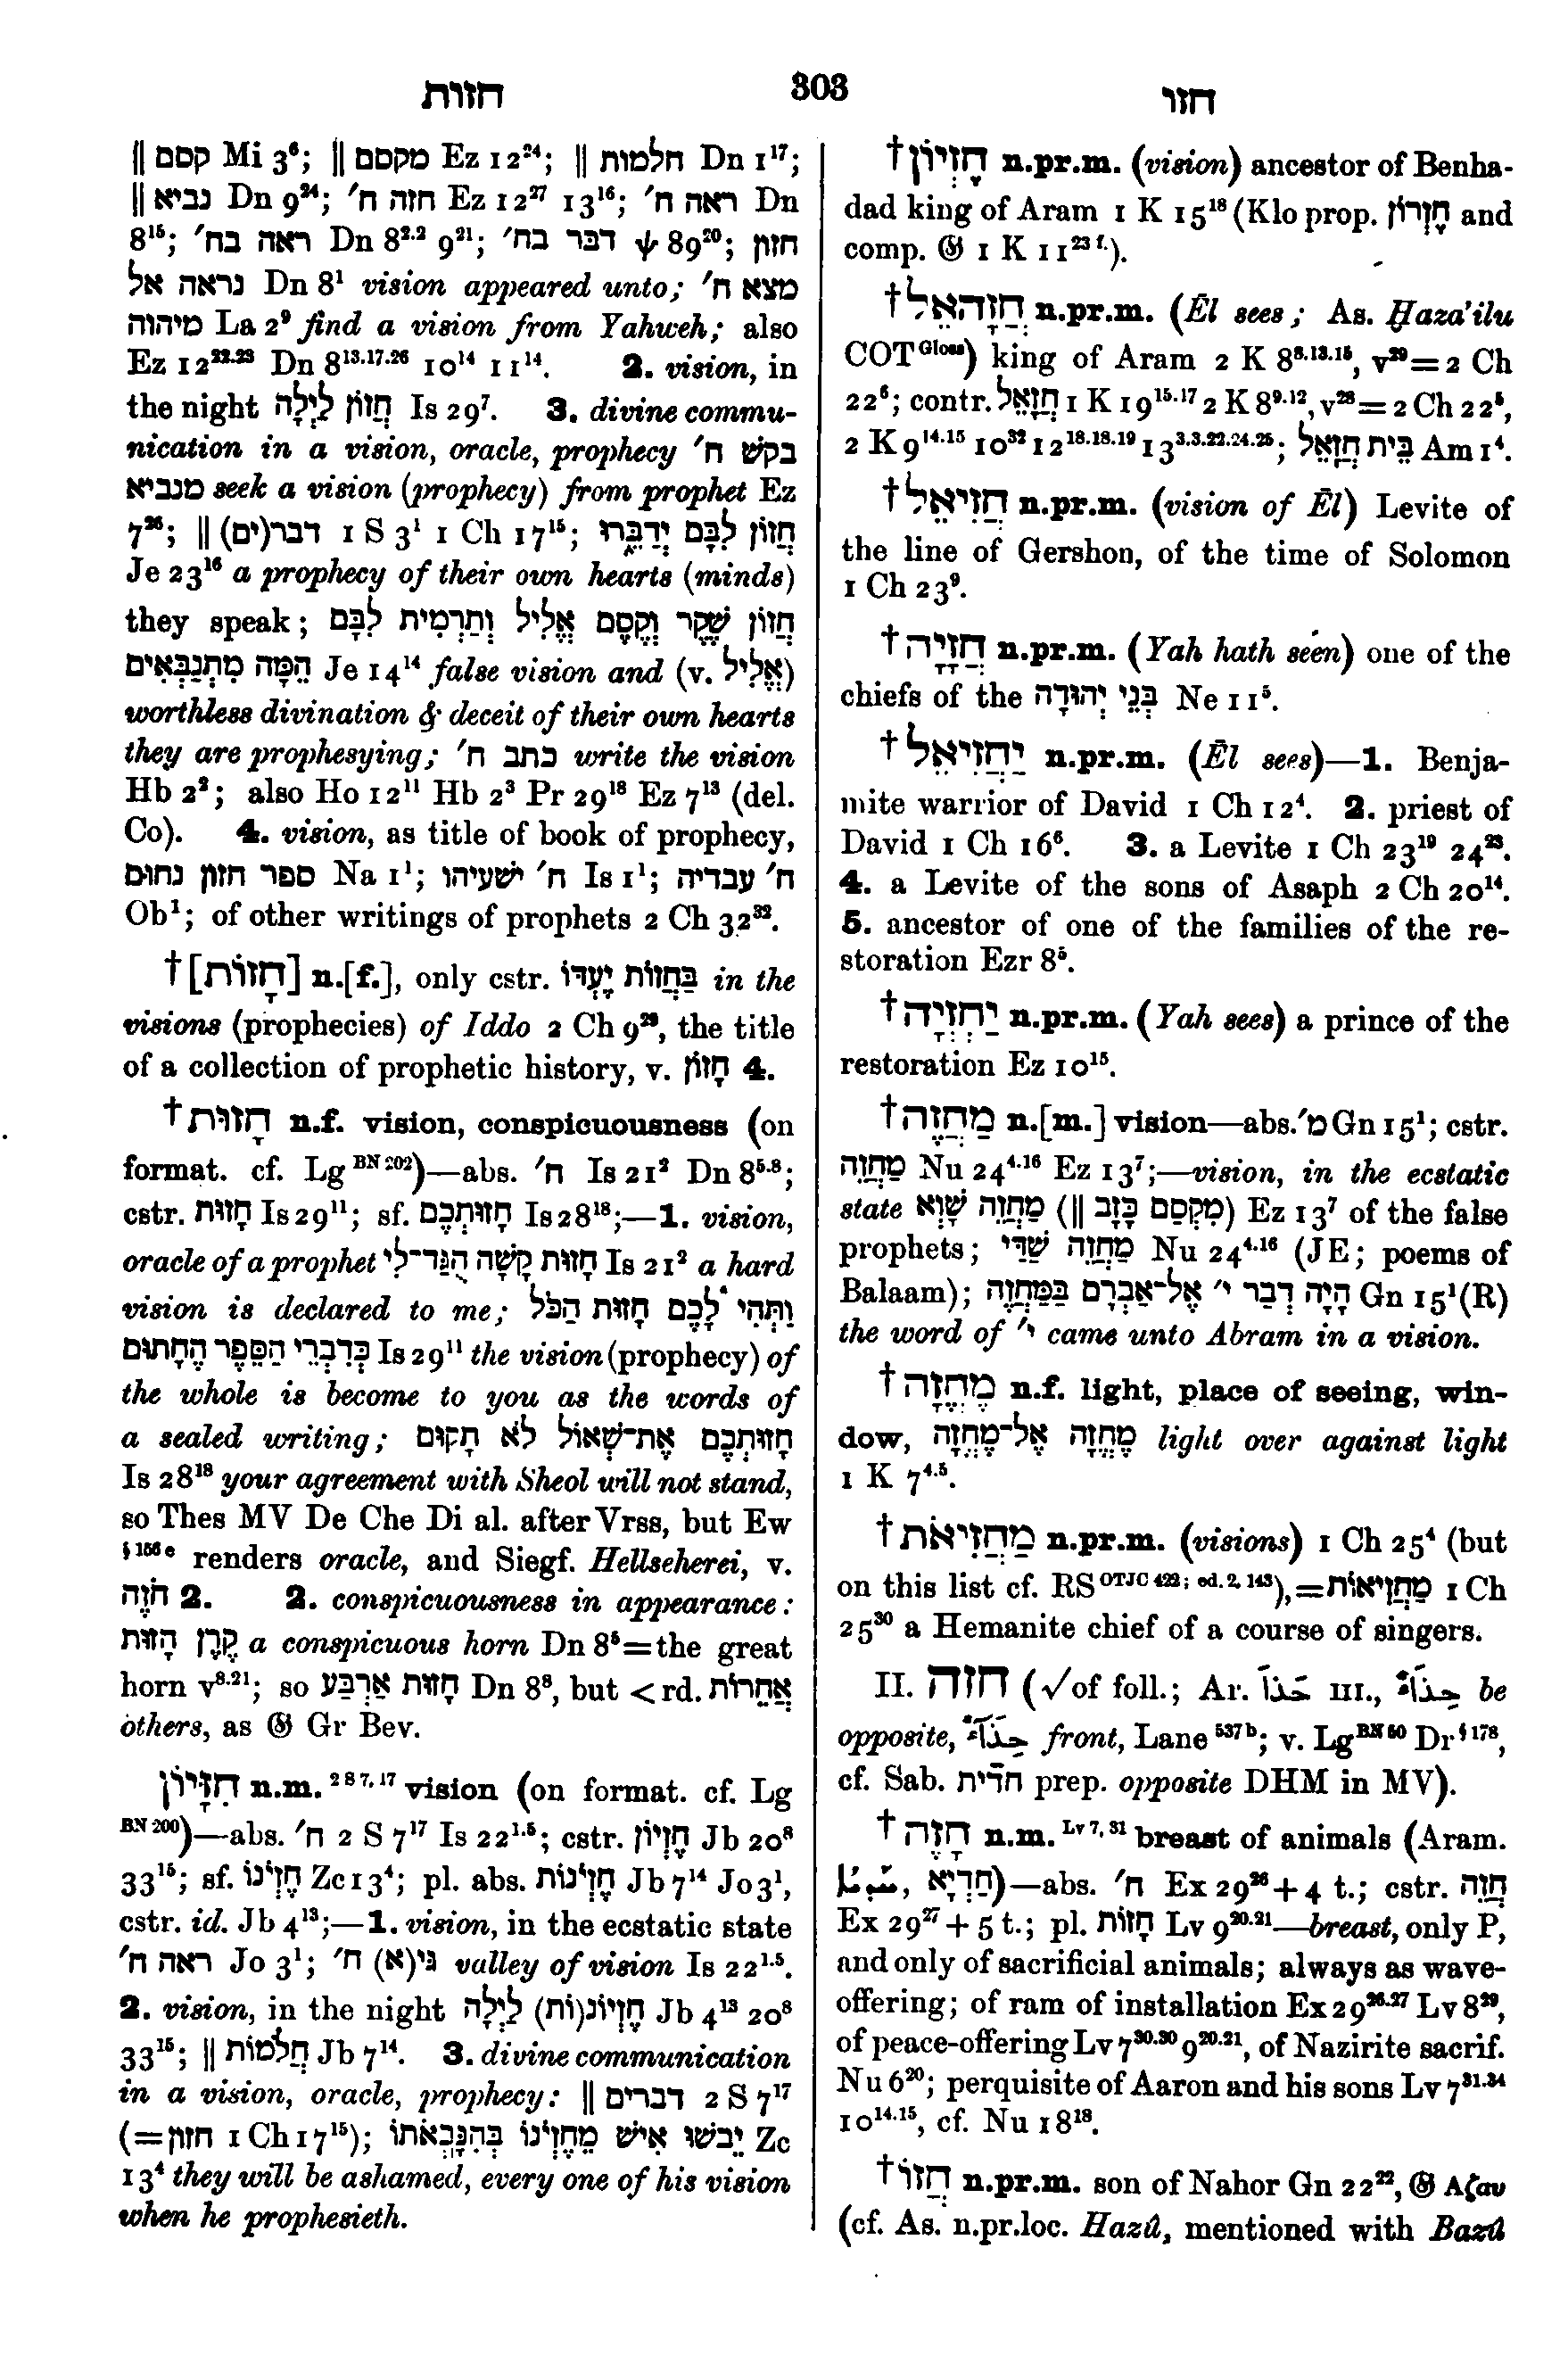 חזות
303
חזו
‖ קסם Mi 3⁶; ‖ מקסם Ez 12²⁴; ‖ חלמות Dn 1¹⁷;
‖ נביא Dn 9²⁴; חזה ח׳ Ez 12²⁷ 13¹⁶; ראה ח׳ Dn
8¹⁵; ראה בח׳ Dn 8²·² 9²¹; דבר בח׳ ψ 89²⁰; חזון
נראה אל Dn 8¹ vision appeared unto; מצא ח׳
מיהוה La 2⁹ find a vision from Yahweh; also
Ez 12²²·²³ Dn 8¹³·¹⁷·²⁶ 10¹⁴ 11¹⁴. 2. vision, in
the night חֲזוֹן לַיְלָה Is 29⁷. 3. divine commu-
nication in a vision, oracle, prophecy בקשׁ ח׳
מנביא seek a vision (prophecy) from prophet Ez
7²⁶; ‖ דבר(ים) 1 S 3¹ 1 Ch 17¹⁵; חֲזוֹן לִבָּם יְדַבֵּרוּ
Je 23¹⁶ a prophecy of their own hearts (minds)
they speak; חֲזוֹן שֶׁקֶר וְקֶסֶם אֱלִיל וְתַרְמִית לִבָּם
הֵמָּה מִתְנַבְּאִים Je 14¹⁴ false vision and (v. אֱלִיל)
worthless divination & deceit of their own hearts
they are prophesying; כתב ח׳ write the vision
Hb 2²; also Ho 12¹¹ Hb 2³ Pr 29¹⁸ Ez 7¹³ (del.
Co). 4. vision, as title of book of prophecy,
ספר חזון נחום Na 1¹; ח׳ ישׁעיהו Is 1¹; ח׳ עבדיה
Ob¹; of other writings of prophets 2 Ch 32³².
†[חָזוֹת] n.[f.], only cstr. בַּחֲזוֹת יֶעְדּוֹ in the
visions (prophecies) of Iddo 2 Ch 9²⁹, the title
of a collection of prophetic history, v. חָזוֹן 4.
†חָזוּת n.f. vision, conspicuousness (on
format. cf. Lg ᴮᴺ ²⁰²)—abs. ח׳ Is 21² Dn 8⁵·⁸;
cstr. חָזוּת Is 29¹¹; sf. חָזוּתְכֶם Is 28¹⁸;—1. vision,
oracle of a prophet חָזוּת קָשָׁה הֻגַּד־לִי Is 21² a hard
vision is declared to me; וַתְּהִי לָכֶם חָזוּת הַכֹּל
כְּדִבְרֵי הַסֵּפֶר הֶחָתוּם Is 29¹¹ the vision (prophecy) of
the whole is become to you as the words of
a sealed writing; חָזוּתְכֶם אֶת־שְׁאוֹל לֹא תָקוּם
Is 28¹⁸ your agreement with Sheol will not stand,
so Thes MV De Che Di al. after Vrss, but Ew
§ ¹⁵⁶ ᵉ renders oracle, and Siegf. Hellseherei, v.
חֹזֶה 2. 2. conspicuousness in appearance:
קֶרֶן חָזוּת a conspicuous horn Dn 8⁵=the great
horn v⁸·²¹; so חָזוּת אַרְבַּע Dn 8⁸, but < rd. אֲחֵרוֹת
others, as 𝔊 Gr Bev.
חִזָּיוֹן n.m. ² ˢ ⁷, ¹⁷ vision (on format. cf. Lg
ᴮᴺ ²⁰⁰)—abs. ח׳ 2 S 7¹⁷ Is 22¹·⁵; cstr. חֶזְיוֹן Jb 20⁸
33¹⁵; sf. חֶזְיֹנוֹ Zc 13⁴; pl. abs. חֶזְיֹנוֹת Jb 7¹⁴ Jo 3¹,
cstr. id. Jb 4¹³;—1. vision, in the ecstatic state
ראה ח׳ Jo 3¹; גי(א) ח׳ valley of vision Is 22¹·⁵.
2. vision, in the night חֶזְיוֹנ(וֹת) לַיְלָה Jb 4¹³ 20⁸
33¹⁵; ‖ חֲלֹמוֹת Jb 7¹⁴. 3. divine communication
in a vision, oracle, prophecy: ‖ דברים 2 S 7¹⁷
(=חזון 1 Ch 17¹⁵); יֵבשׁוּ אִישׁ מֵחֶזְיֹנוֹ בְּהִנָּבְאֹתוֹ Zc
13⁴ they will be ashamed, every one of his vision
when he prophesieth.
†חֶזְיוֹן n.pr.m. (vision) ancestor of Benha-
dad king of Aram 1 K 15¹⁸ (Klo prop. חֶזְרוֹן and
comp. 𝔊 1 K 11²³ ᶠ·).
†חֲזָהאֵל n.pr.m. (Ēl sees; As. Ḫaza’ilu
COTᴳˡᵒˢˢ) king of Aram 2 K 8⁸·¹³·¹⁵, v²⁹=2 Ch
22⁶; contr. חֲזָאֵל 1 K 19¹⁵·¹⁷ 2 K 8⁹·¹², v²⁸=2 Ch 22⁵,
2 K 9¹⁴·¹⁵ 10³² 12¹⁸·¹⁸·¹⁹ 13³·³·²²·²⁴·²⁵; בֵּית חֲזָאֵל Am 1⁴.
†חֲזִיאֵל n.pr.m. (vision of Ēl) Levite of
the line of Gershon, of the time of Solomon
1 Ch 23⁹.
†חֲזָיָה n.pr.m. (Yah hath seen) one of the
chiefs of the בְּנֵי יְהוּדָה Ne 11⁵.
†יַחֲזִיאֵל n.pr.m. (Ēl sees)—1. Benja-
mite warrior of David 1 Ch 12⁴. 2. priest of
David 1 Ch 16⁶. 3. a Levite 1 Ch 23¹⁹ 24²³.
4. a Levite of the sons of Asaph 2 Ch 20¹⁴.
5. ancestor of one of the families of the re-
storation Ezr 8⁵.
†יַחְזְיָה n.pr.m. (Yah sees) a prince of the
restoration Ez 10¹⁵.
†מַחֲזֶה n.[m.] vision—abs. מ׳ Gn 15¹; cstr.
מַחֲזֵה Nu 24⁴·¹⁶ Ez 13⁷;—vision, in the ecstatic
state מַחֲזֵה שָׁוְא (‖ מִקְסַם כָּזָב) Ez 13⁷ of the false
prophets; מַחֲזֵה שַׁדַּי Nu 24⁴·¹⁶ (JE; poems of
Balaam); הָיָה דְבַר י׳ אֶל־אַבְרָם בַּמַּחֲזֶה Gn 15¹(R)
the word of י׳ came unto Abram in a vision.
†מֶחֱזָה n.f. light, place of seeing, win-
dow, מֶחֱזָה אֶל־מֶחֱזָה light over against light
1 K 7⁴·⁵.
†מַחֲזִיאֹת n.pr.m. (visions) 1 Ch 25⁴ (but
on this list cf. RS ᴼᵀᴶᶜ ⁴²²; ᵉᵈ· ², ¹⁴³),=מַחֲזִיאוֹת 1 Ch
25³⁰ a Hemanite chief of a course of singers.
II. חזה (√ of foll.; Ar. حَذَآ III., حِذَآءٌ be
opposite, حِذَآءَ front, Lane ⁵³⁷ ᵇ; v. Lg ᴮᴺ ⁵⁰ Dr § ¹⁷⁸,
cf. Sab. חד̄ית prep. opposite DHM in MV).
†חָזֶה n.m. ᴸᵛ ⁷, ³¹ breast of animals (Aram.
חַדְיָא)—abs. ח׳ Ex 29²⁶ + 4 t.; cstr. חֲזֵה
Ex 29²⁷ + 5 t.; pl. חָזוֹת Lv 9²⁰·²¹—breast, only P,
and only of sacrificial animals; always as wave-
offering; of ram of installation Ex 29²⁶·²⁷ Lv 8²⁹,
of peace-offering Lv 7³⁰·³⁰ 9²⁰·²¹, of Nazirite sacrif.
Nu 6²⁰; perquisite of Aaron and his sons Lv 7³¹·³⁴
10¹⁴·¹⁵, cf. Nu 18¹⁸.
†חֲזוֹ n.pr.m. son of Nahor Gn 22²², 𝔊 Αζαυ
(cf. As. n.pr.loc. Hazû, mentioned with Bazû